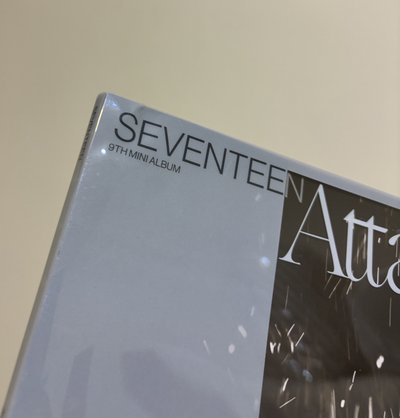 SEVENTEEN
9TH MINI ALBUM
Atta